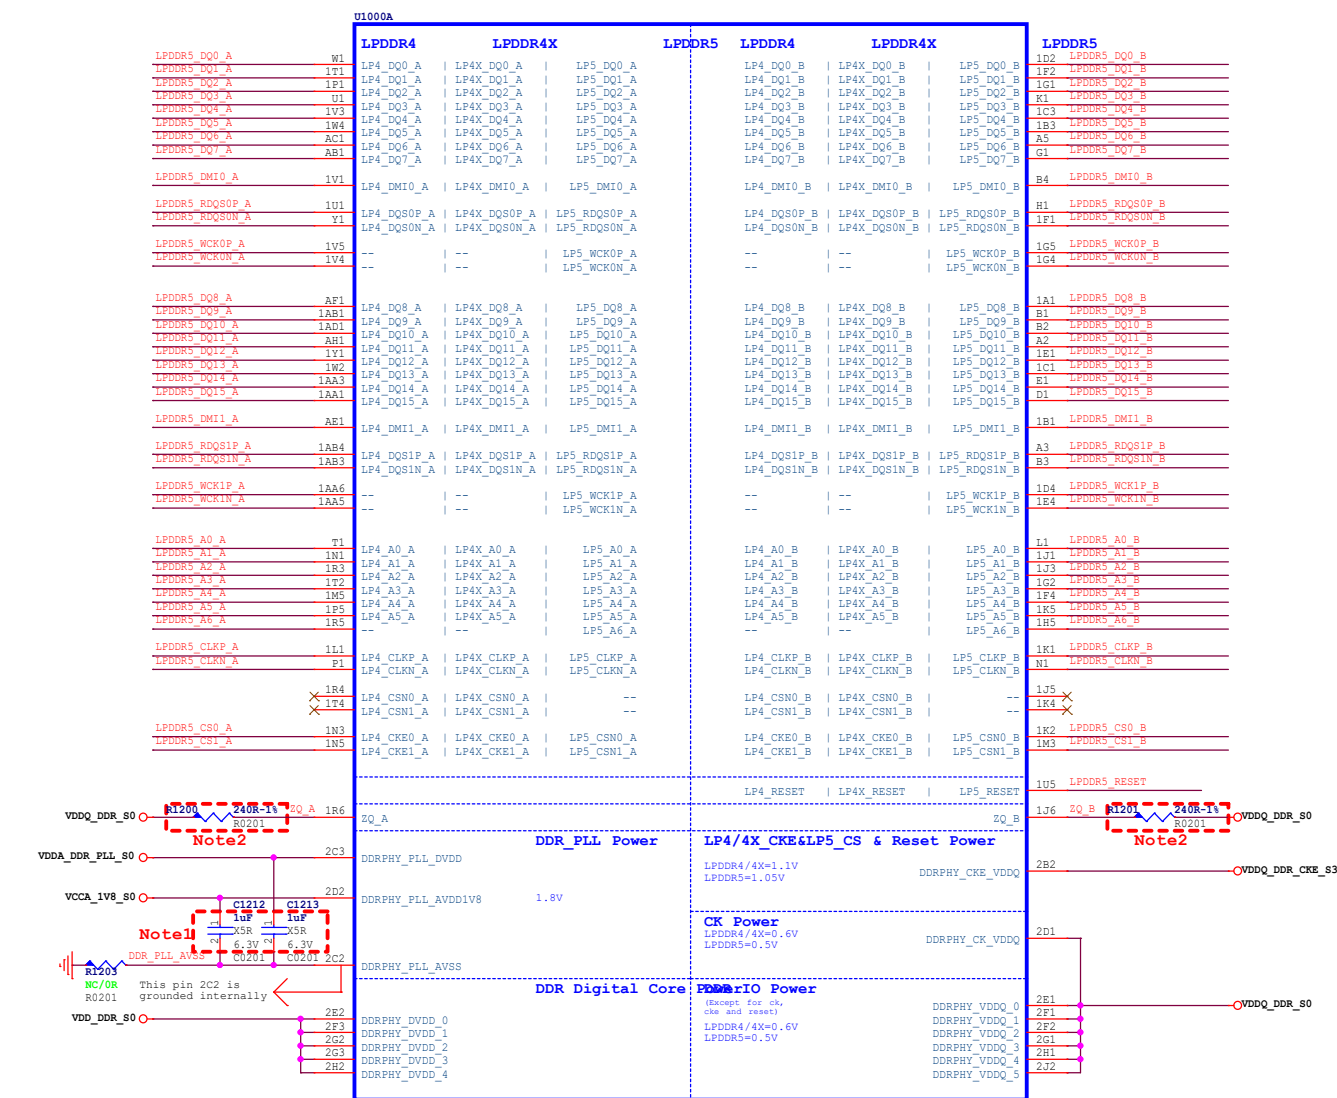 U1000A
LPDDR4 LPDDR4X LPDDR5 LPDDR4 LPDDR4X LPDDR5
LPDDR5_DQ0_A W1 LP4_DQ0_A | LP4X_DQ0_A | LP5_DQ0_A LP4_DQ0_B | LP4X_DQ0_B | LP5_DQ0_B 1D2 LPDDR5_DQ0_B
LPDDR5_DQ1_A 1T1 LP4_DQ1_A | LP4X_DQ1_A | LP5_DQ1_A LP4_DQ1_B | LP4X_DQ1_B | LP5_DQ1_B 1F2 LPDDR5_DQ1_B
LPDDR5_DQ2_A 1P1 LP4_DQ2_A | LP4X_DQ2_A | LP5_DQ2_A LP4_DQ2_B | LP4X_DQ2_B | LP5_DQ2_B 1G1 LPDDR5_DQ2_B
LPDDR5_DQ3_A U1 LP4_DQ3_A | LP4X_DQ3_A | LP5_DQ3_A LP4_DQ3_B | LP4X_DQ3_B | LP5_DQ3_B K1 LPDDR5_DQ3_B
LPDDR5_DQ4_A 1V3 LP4_DQ4_A | LP4X_DQ4_A | LP5_DQ4_A LP4_DQ4_B | LP4X_DQ4_B | LP5_DQ4_B 1C3 LPDDR5_DQ4_B
LPDDR5_DQ5_A 1W4 LP4_DQ5_A | LP4X_DQ5_A | LP5_DQ5_A LP4_DQ5_B | LP4X_DQ5_B | LP5_DQ5_B 1B3 LPDDR5_DQ5_B
LPDDR5_DQ6_A AC1 LP4_DQ6_A | LP4X_DQ6_A | LP5_DQ6_A LP4_DQ6_B | LP4X_DQ6_B | LP5_DQ6_B A5 LPDDR5_DQ6_B
LPDDR5_DQ7_A AB1 LP4_DQ7_A | LP4X_DQ7_A | LP5_DQ7_A LP4_DQ7_B | LP4X_DQ7_B | LP5_DQ7_B G1 LPDDR5_DQ7_B
LPDDR5_DMI0_A 1V1 LP4_DMI0_A | LP4X_DMI0_A | LP5_DMI0_A LP4_DMI0_B | LP4X_DMI0_B | LP5_DMI0_B B4 LPDDR5_DMI0_B
LPDDR5_RDQS0P_A 1U1 LP4_DQS0P_A | LP4X_DQS0P_A | LP5_RDQS0P_A LP4_DQS0P_B | LP4X_DQS0P_B | LP5_RDQS0P_B H1 LPDDR5_RDQS0P_B
LPDDR5_RDQS0N_A Y1 LP4_DQS0N_A | LP4X_DQS0N_A | LP5_RDQS0N_A LP4_DQS0N_B | LP4X_DQS0N_B | LP5_RDQS0N_B 1F1 LPDDR5_RDQS0N_B
LPDDR5_WCK0P_A 1V5 -- | -- | LP5_WCK0P_A -- | -- | LP5_WCK0P_B 1G5 LPDDR5_WCK0P_B
LPDDR5_WCK0N_A 1V4 -- | -- | LP5_WCK0N_A -- | -- | LP5_WCK0N_B 1G4 LPDDR5_WCK0N_B
LPDDR5_DQ8_A AF1 LP4_DQ8_A | LP4X_DQ8_A | LP5_DQ8_A LP4_DQ8_B | LP4X_DQ8_B | LP5_DQ8_B 1A1 LPDDR5_DQ8_B
LPDDR5_DQ9_A 1AB1 LP4_DQ9_A | LP4X_DQ9_A | LP5_DQ9_A LP4_DQ9_B | LP4X_DQ9_B | LP5_DQ9_B B1 LPDDR5_DQ9_B
LPDDR5_DQ10_A 1AD1 LP4_DQ10_A | LP4X_DQ10_A | LP5_DQ10_A LP4_DQ10_B | LP4X_DQ10_B | LP5_DQ10_B B2 LPDDR5_DQ10_B
LPDDR5_DQ11_A AH1 LP4_DQ11_A | LP4X_DQ11_A | LP5_DQ11_A LP4_DQ11_B | LP4X_DQ11_B | LP5_DQ11_B A2 LPDDR5_DQ11_B
LPDDR5_DQ12_A 1Y1 LP4_DQ12_A | LP4X_DQ12_A | LP5_DQ12_A LP4_DQ12_B | LP4X_DQ12_B | LP5_DQ12_B 1E1 LPDDR5_DQ12_B
LPDDR5_DQ13_A 1W2 LP4_DQ13_A | LP4X_DQ13_A | LP5_DQ13_A LP4_DQ13_B | LP4X_DQ13_B | LP5_DQ13_B 1C1 LPDDR5_DQ13_B
LPDDR5_DQ14_A 1AA3 LP4_DQ14_A | LP4X_DQ14_A | LP5_DQ14_A LP4_DQ14_B | LP4X_DQ14_B | LP5_DQ14_B E1 LPDDR5_DQ14_B
LPDDR5_DQ15_A 1AA1 LP4_DQ15_A | LP4X_DQ15_A | LP5_DQ15_A LP4_DQ15_B | LP4X_DQ15_B | LP5_DQ15_B D1 LPDDR5_DQ15_B
LPDDR5_DMI1_A AE1 LP4_DMI1_A | LP4X_DMI1_A | LP5_DMI1_A LP4_DMI1_B | LP4X_DMI1_B | LP5_DMI1_B 1B1 LPDDR5_DMI1_B
LPDDR5_RDQS1P_A 1AB4 LP4_DQS1P_A | LP4X_DQS1P_A | LP5_RDQS1P_A LP4_DQS1P_B | LP4X_DQS1P_B | LP5_RDQS1P_B A3 LPDDR5_RDQS1P_B
LPDDR5_RDQS1N_A 1AB3 LP4_DQS1N_A | LP4X_DQS1N_A | LP5_RDQS1N_A LP4_DQS1N_B | LP4X_DQS1N_B | LP5_RDQS1N_B B3 LPDDR5_RDQS1N_B
LPDDR5_WCK1P_A 1AA6 -- | -- | LP5_WCK1P_A -- | -- | LP5_WCK1P_B 1D4 LPDDR5_WCK1P_B
LPDDR5_WCK1N_A 1AA5 -- | -- | LP5_WCK1N_A -- | -- | LP5_WCK1N_B 1E4 LPDDR5_WCK1N_B
LPDDR5_A0_A T1 LP4_A0_A | LP4X_A0_A | LP5_A0_A LP4_A0_B | LP4X_A0_B | LP5_A0_B L1 LPDDR5_A0_B
LPDDR5_A1_A 1N1 LP4_A1_A | LP4X_A1_A | LP5_A1_A LP4_A1_B | LP4X_A1_B | LP5_A1_B 1J1 LPDDR5_A1_B
LPDDR5_A2_A 1R3 LP4_A2_A | LP4X_A2_A | LP5_A2_A LP4_A2_B | LP4X_A2_B | LP5_A2_B 1J3 LPDDR5_A2_B
LPDDR5_A3_A 1T2 LP4_A3_A | LP4X_A3_A | LP5_A3_A LP4_A3_B | LP4X_A3_B | LP5_A3_B 1G2 LPDDR5_A3_B
LPDDR5_A4_A 1M5 LP4_A4_A | LP4X_A4_A | LP5_A4_A LP4_A4_B | LP4X_A4_B | LP5_A4_B 1F4 LPDDR5_A4_B
LPDDR5_A5_A 1P5 LP4_A5_A | LP4X_A5_A | LP5_A5_A LP4_A5_B | LP4X_A5_B | LP5_A5_B 1K5 LPDDR5_A5_B
LPDDR5_A6_A 1R5 -- | -- | LP5_A6_A -- | -- | LP5_A6_B 1H5 LPDDR5_A6_B
LPDDR5_CLKP_A 1L1 LP4_CLKP_A | LP4X_CLKP_A | LP5_CLKP_A LP4_CLKP_B | LP4X_CLKP_B | LP5_CLKP_B 1K1 LPDDR5_CLKP_B
LPDDR5_CLKN_A P1 LP4_CLKN_A | LP4X_CLKN_A | LP5_CLKN_A LP4_CLKN_B | LP4X_CLKN_B | LP5_CLKN_B N1 LPDDR5_CLKN_B
1R4 LP4_CSN0_A | LP4X_CSN0_A | -- LP4_CSN0_B | LP4X_CSN0_B | -- 1J5
1T4 LP4_CSN1_A | LP4X_CSN1_A | -- LP4_CSN1_B | LP4X_CSN1_B | -- 1K4
LPDDR5_CS0_A 1N3 LP4_CKE0_A | LP4X_CKE0_A | LP5_CSN0_A LP4_CKE0_B | LP4X_CKE0_B | LP5_CSN0_B 1K2 LPDDR5_CS0_B
LPDDR5_CS1_A 1N5 LP4_CKE1_A | LP4X_CKE1_A | LP5_CSN1_A LP4_CKE1_B | LP4X_CKE1_B | LP5_CSN1_B 1M3 LPDDR5_CS1_B
LP4_RESET | LP4X_RESET | LP5_RESET 1U5 LPDDR5_RESET
VDDQ_DDR_S0 R1200 240R-1% R0201 ZQ_A 1R6 ZQ_A ZQ_B 1J6 ZQ_B R1201 240R-1% R0201 VDDQ_DDR_S0
Note2 DDR_PLL Power LP4/4X_CKE&LP5_CS & Reset Power Note2
VDDA_DDR_PLL_S0 2C3 DDRPHY_PLL_DVDD
LPDDR4/4X=1.1V
LPDDR5=1.05V
DDRPHY_CKE_VDDQ 2B2 VDDQ_DDR_CKE_S3
VCCA_1V8_S0 2D2 DDRPHY_PLL_AVDD1V8 1.8V
C1212 C1213
1uF 1uF
X5R X5R
6.3V 6.3V
C0201 C0201
1 2 1 2
Note1
CK Power
LPDDR4/4X=0.6V
LPDDR5=0.5V
DDRPHY_CK_VDDQ 2D1
DDR_PLL_AVSS 2C2 DDRPHY_PLL_AVSS
R1203
NC/0R
R0201
This pin 2C2 is
grounded internally
DDR Digital Core Power
DDR IO Power
(Except for ck,
cke and reset)
LPDDR4/4X=0.6V
LPDDR5=0.5V
VDD_DDR_S0 2E2 DDRPHY_DVDD_0 DDRPHY_VDDQ_0 2E1 VDDQ_DDR_S0
2F3 DDRPHY_DVDD_1 DDRPHY_VDDQ_1 2F1
2G2 DDRPHY_DVDD_2 DDRPHY_VDDQ_2 2F2
2G3 DDRPHY_DVDD_3 DDRPHY_VDDQ_3 2G1
2H2 DDRPHY_DVDD_4 DDRPHY_VDDQ_4 2H1
DDRPHY_VDDQ_5 2J2